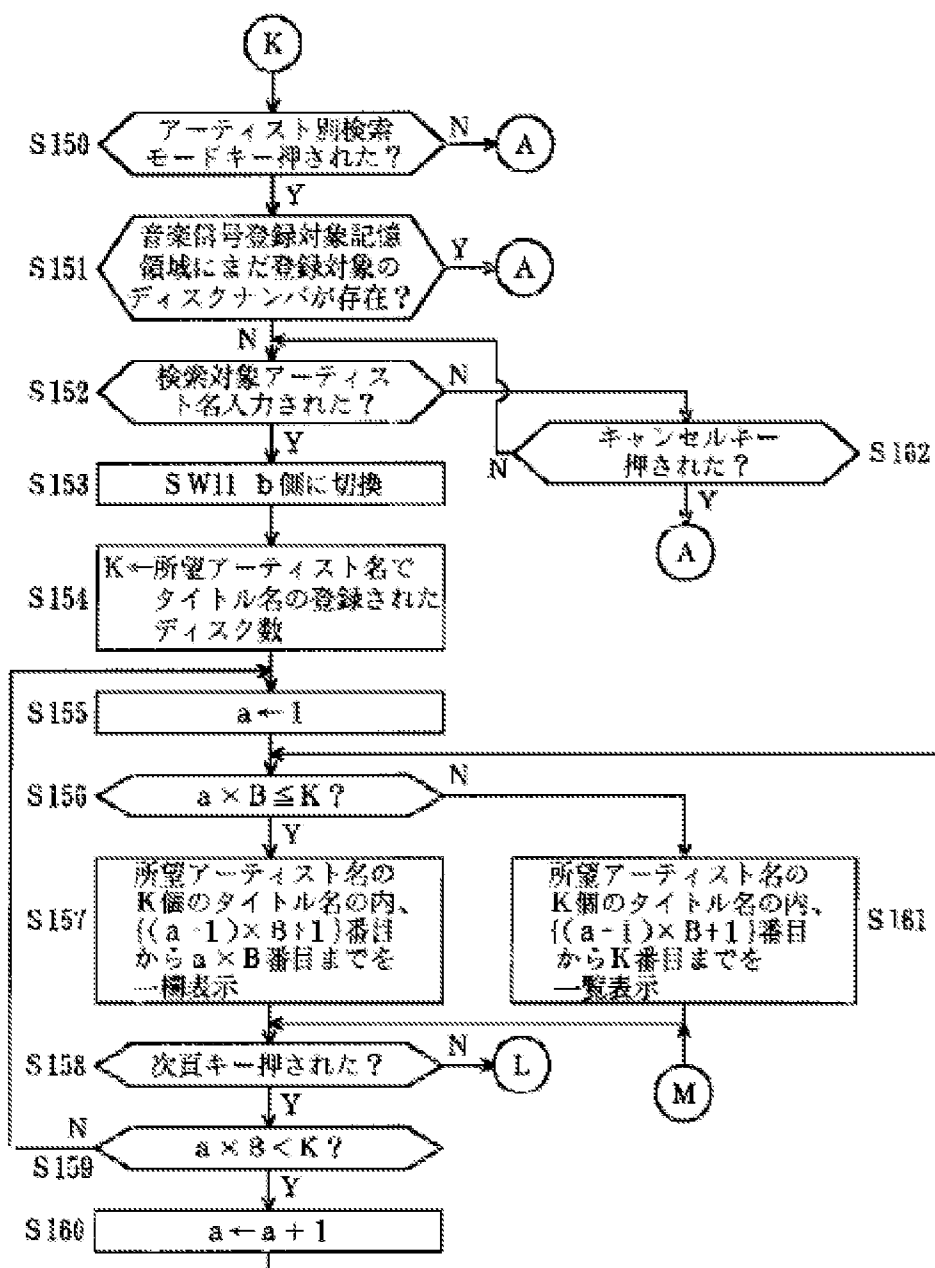 K
S150
アーティスト別検索
モードキー押された?
N
A
Y
S151
音楽信号登録対象記憶
領域にまだ登録対象の
ディスクナンバが存在?
Y
A
N
S152
検索対象アーティス
ト名入力された?
N
Y
キャンセルキー
押された?
S162
N
Y
A
S153
SW11 b側に切換
S154
K←所望アーティスト名で
タイトル名の登録された
ディスク数
S155
a←1
S156
a×B≦K?
N
Y
S157
所望アーティスト名の
K個のタイトル名の内、
{(a-1)×B+1}番目
からa×B番目までを
一欄表示
所望アーティスト名の
K個のタイトル名の内、
{(a-1)×B+1}番目
からK番目までを
一覧表示
S161
S158
次頁キー押された?
N
L
M
Y
N
S159
a×B<K?
Y
S160
a←a+1